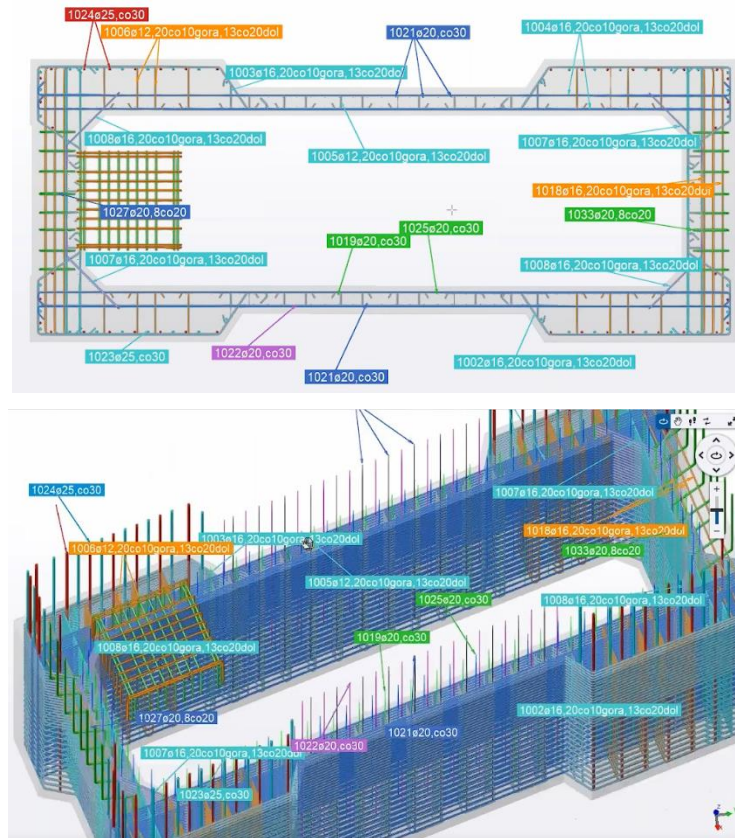 1024ø25,co30
1006ø12,20co10gora,13co20dol
1021ø20,co30
1004ø16,20co10gora,13co20dol
1003ø16,20co10gora,13co20dol
1008ø16,20co10gora,13co20dol
1005ø12,20co10gora,13co20dol
1007ø16,20co10gora,13co20dol
1018ø16,20co10gora,13co20dol
1027ø20,8co20
1033ø20,8co20
1025ø20,co30
1019ø20,co30
1007ø16,20co10gora,13co20dol
1008ø16,20co10gora,13co20dol
1023ø25,co30
1022ø20,co30
1002ø16,20co10gora,13co20dol
1021ø20,co30
1024ø25,co30
1007ø16,20co10gora,13co20dol
1018ø16,20co10gora,13co20dol
1003ø16,20co10gora,13co20dol
1006ø12,20co10gora,13co20dol
1033ø20,8co20
1005ø12,20co10gora,13co20dol
1025ø20,co30
1008ø16,20co10gora,13co20dol
1019ø20,co30
1008ø16,20co10gora,13co20dol
1027ø20,8co20
1002ø16,20co10gora,13co20dol
1021ø20,co30
1022ø20,co30
1007ø16,20co10gora,13co20dol
1023ø25,co30